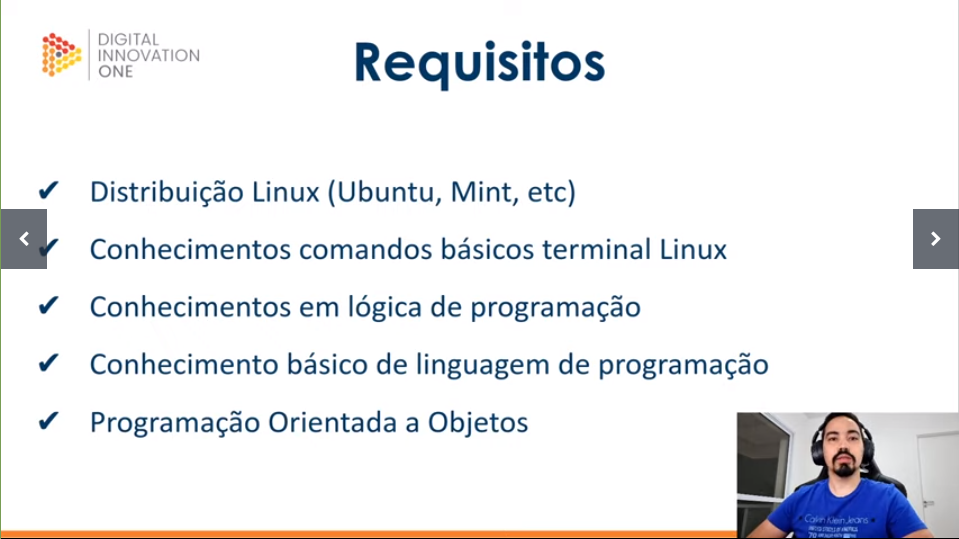 DIGITAL
INNOVATION
ONE
Requisitos
✔ Distribuição Linux (Ubuntu, Mint, etc)
✔ Conhecimentos comandos básicos terminal Linux
✔ Conhecimentos em lógica de programação
✔ Conhecimento básico de linguagem de programação
✔ Programação Orientada a Objetos
Calvin Klein Jeans